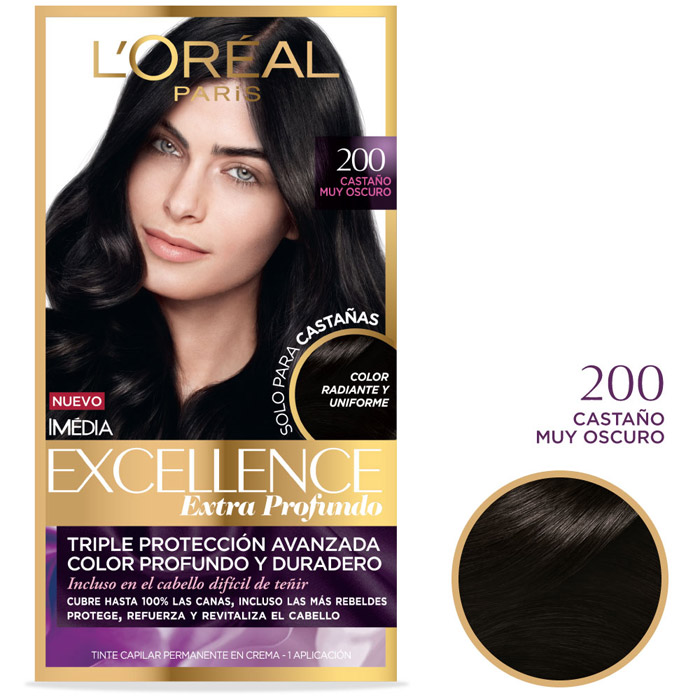 L'ORÉAL
PARIS
200
CASTAÑO
MUY OSCURO
SOLO PARA CASTAÑAS
COLOR
RADIANTE Y
UNIFORME
NUEVO
IMÉDIA
EXCELLENCE
Extra Profundo
TRIPLE PROTECCIÓN AVANZADA
COLOR PROFUNDO Y DURADERO
Incluso en el cabello difícil de teñir
CUBRE HASTA 100% LAS CANAS, INCLUSO LAS MÁS REBELDES
PROTEGE, REFUERZA Y REVITALIZA EL CABELLO
TINTE CAPILAR PERMANENTE EN CREMA - 1 APLICACIÓN
200
CASTAÑO
MUY OSCURO